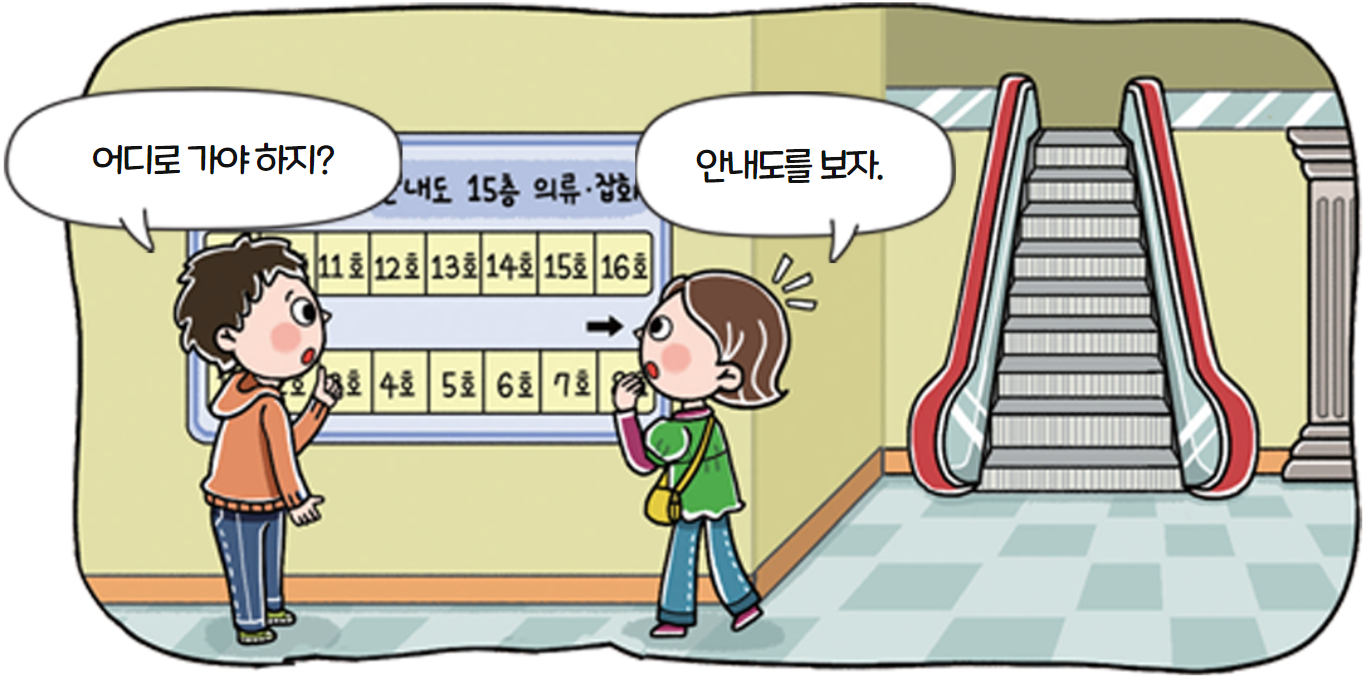 어디로 가야 하지?
안내도를 보자.
안내도 15층 의류·잡화
11호 12호 13호 14호 15호 16호
4호 5호 6호 7호